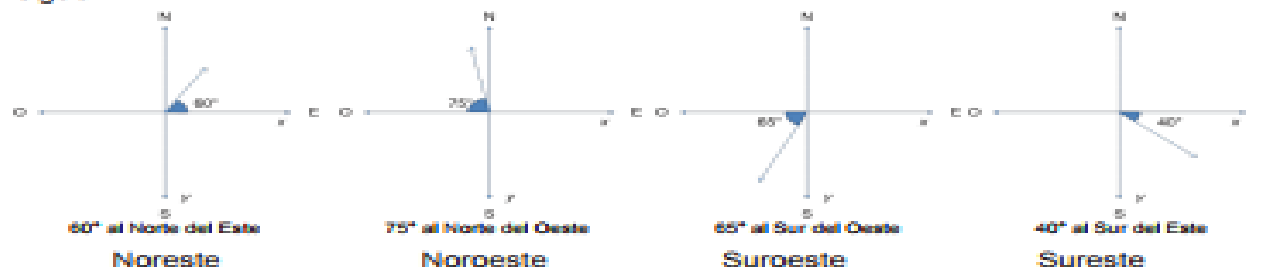 N N N N
60° 75° 65° 40°
O E O E O E O
x x x x
Y Y Y
S S S S
60° al Norte del Este 75° al Norte del Oeste 65° al Sur del Oeste 40° al Sur del Este
Noreste Noroeste Suroeste Sureste